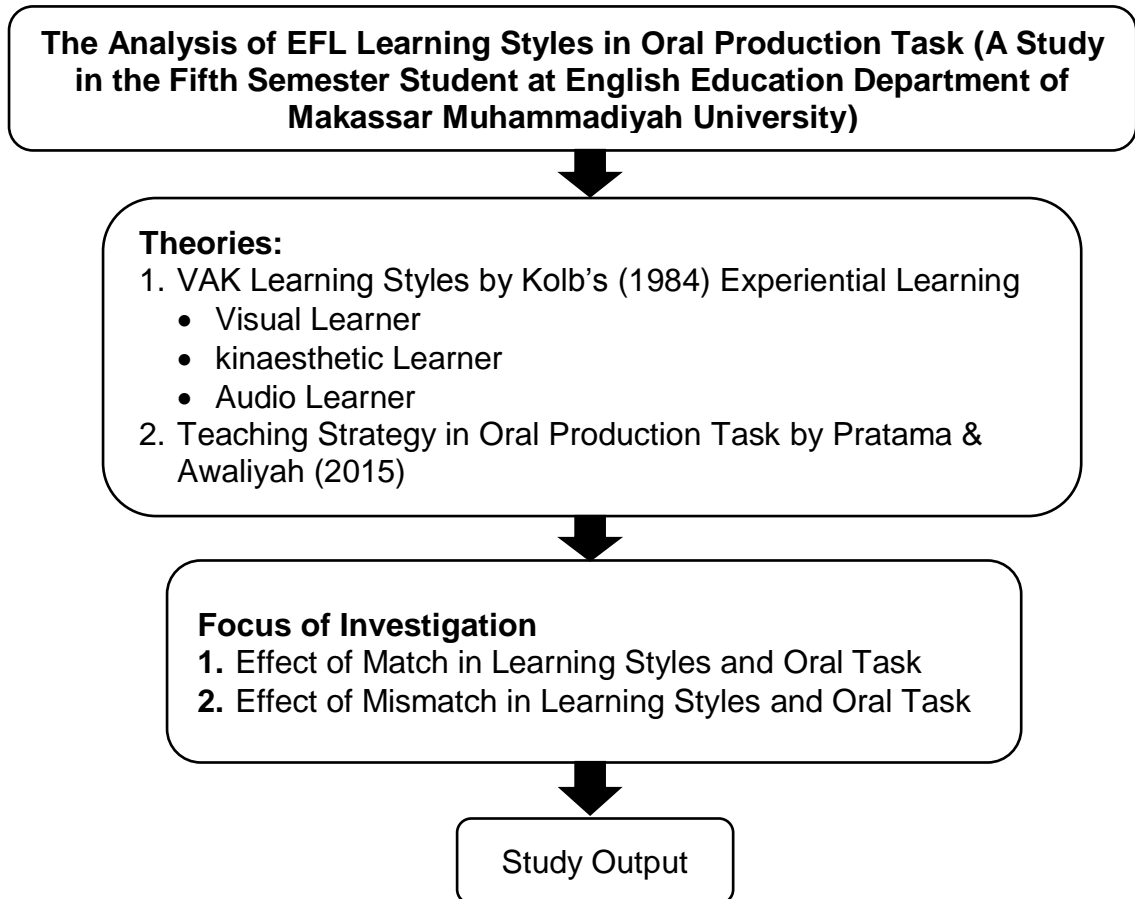 The Analysis of EFL Learning Styles in Oral Production Task (A Study
in the Fifth Semester Student at English Education Department of
Makassar Muhammadiyah University)
Theories:
1. VAK Learning Styles by Kolb’s (1984) Experiential Learning
• Visual Learner
• kinaesthetic Learner
• Audio Learner
2. Teaching Strategy in Oral Production Task by Pratama &
Awaliyah (2015)
Focus of Investigation
1. Effect of Match in Learning Styles and Oral Task
2. Effect of Mismatch in Learning Styles and Oral Task
Study Output